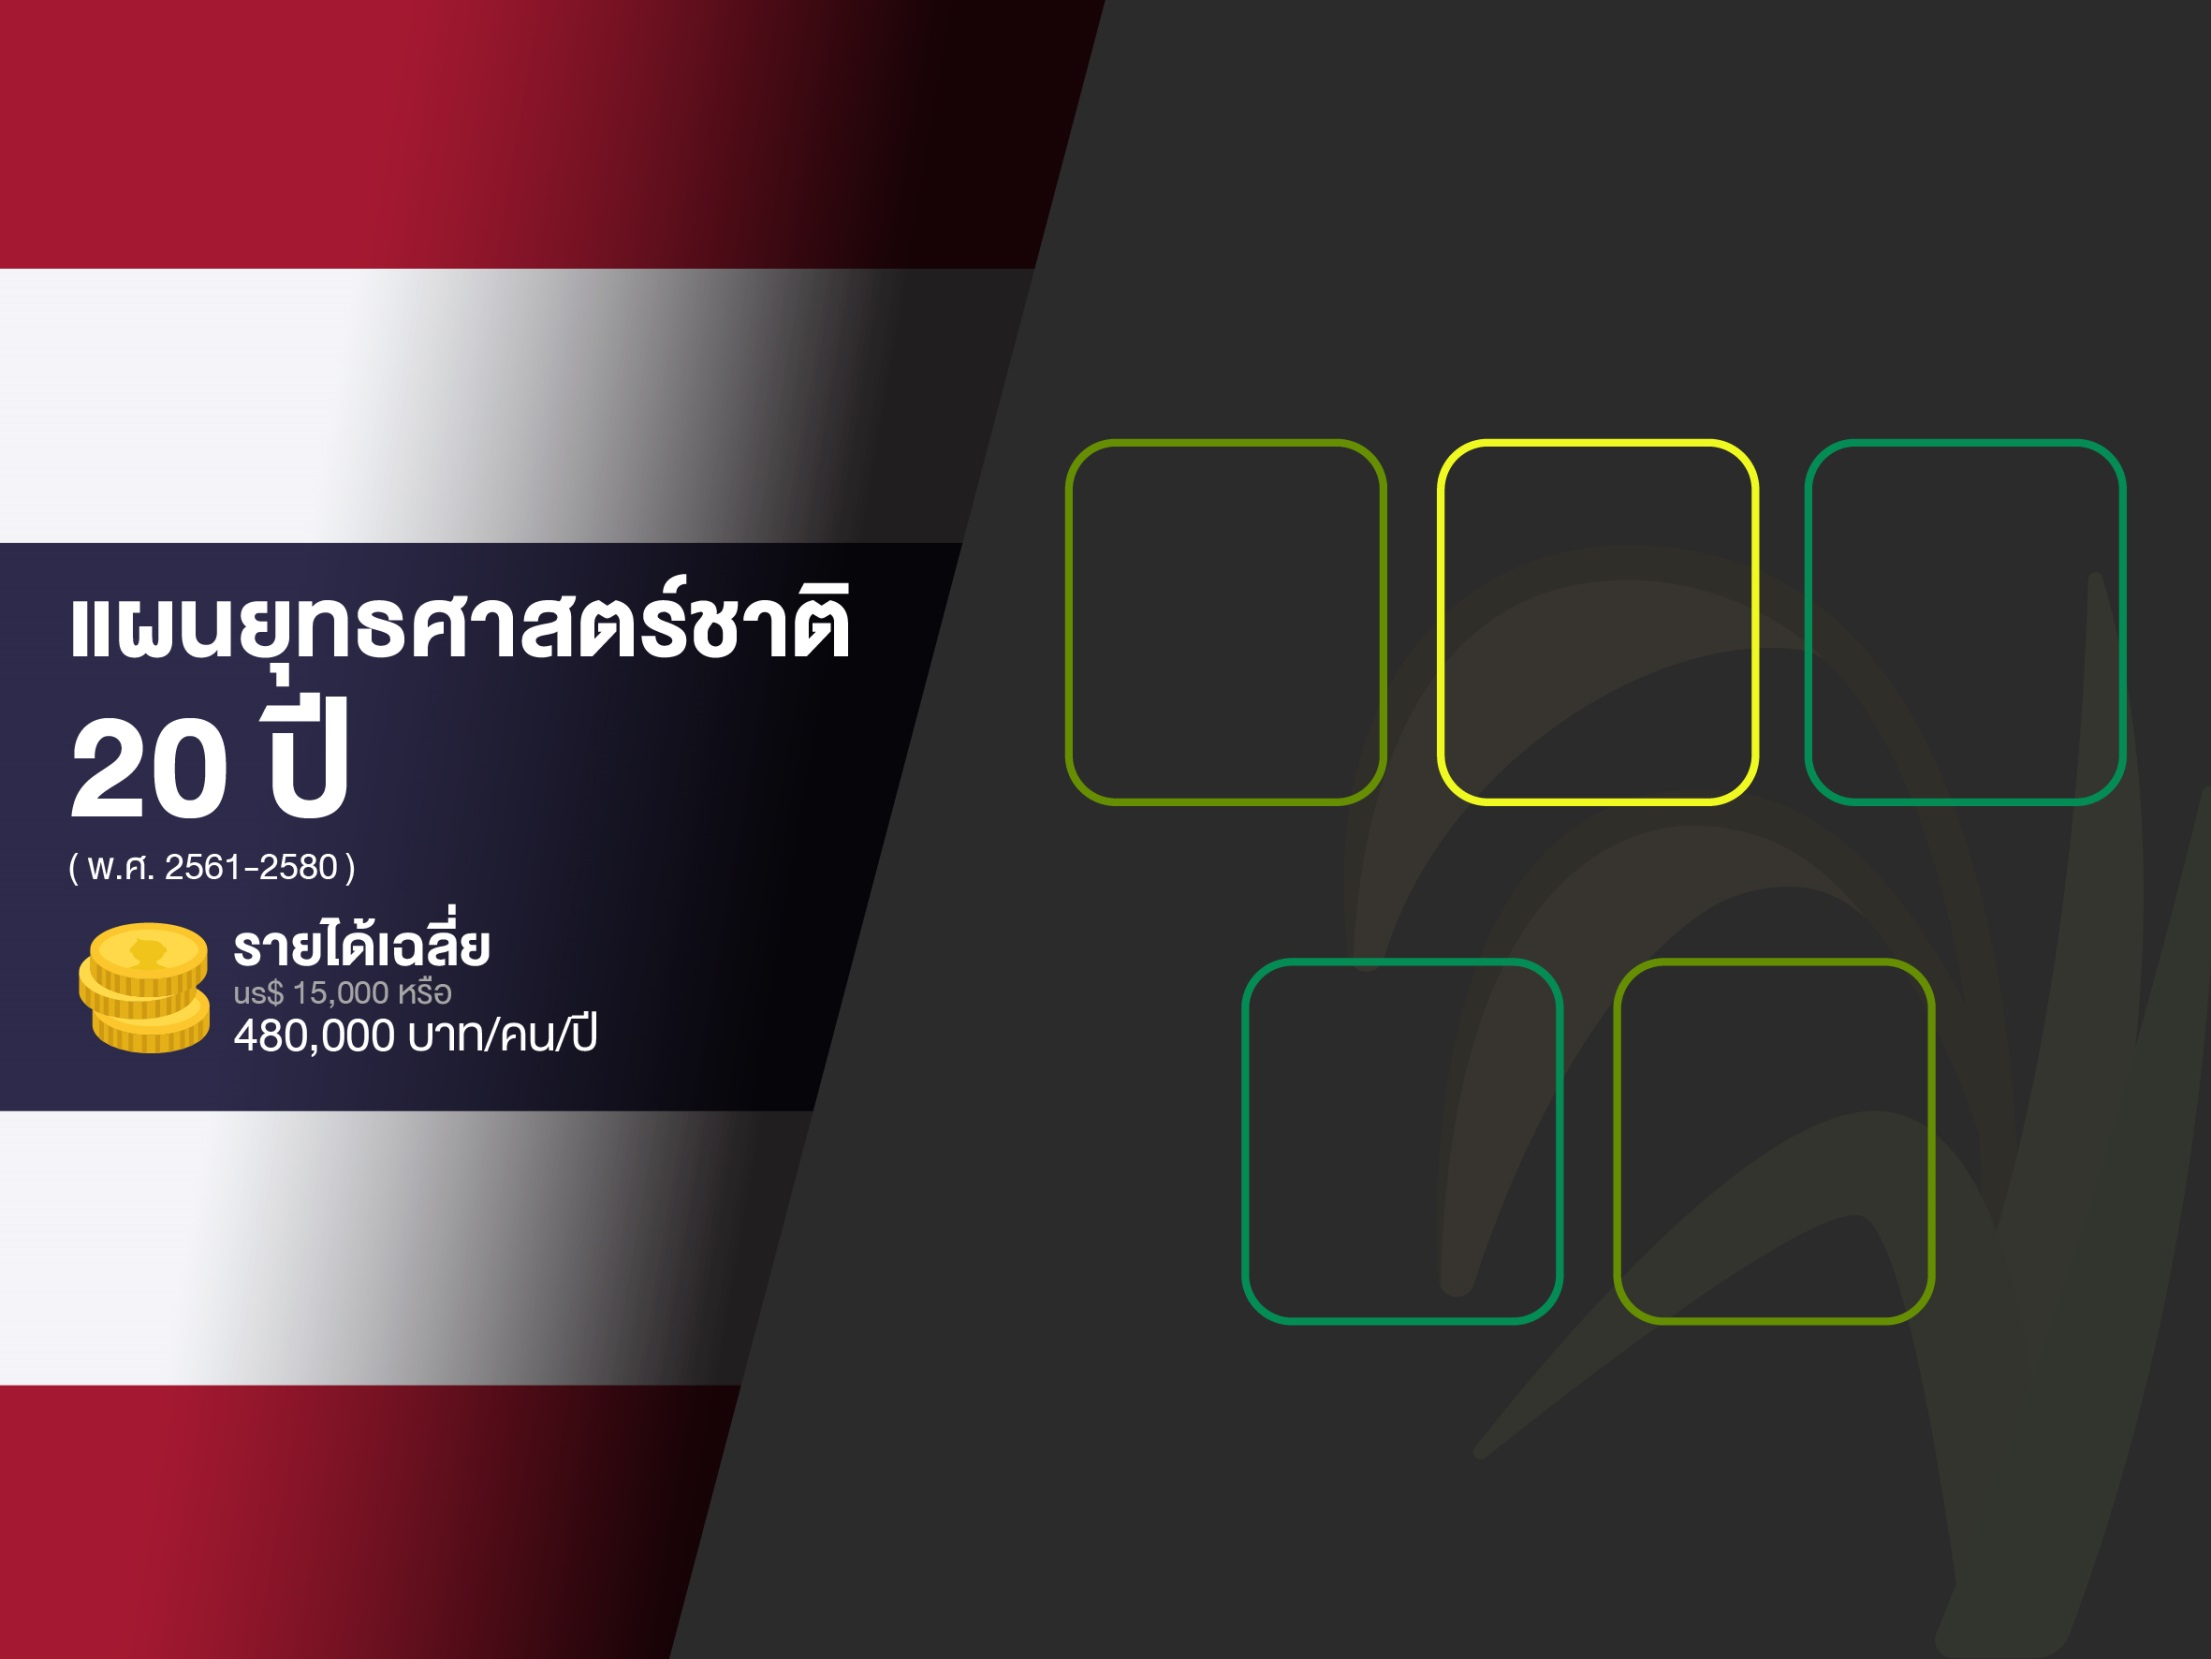 แผนยุทธศาสตร์ชาติ
20 ปี
( พ.ศ. 2561-2580 )
รายได้เฉลี่ย
us$ 15,000 หรือ
480,000 บาท/คน/ปี